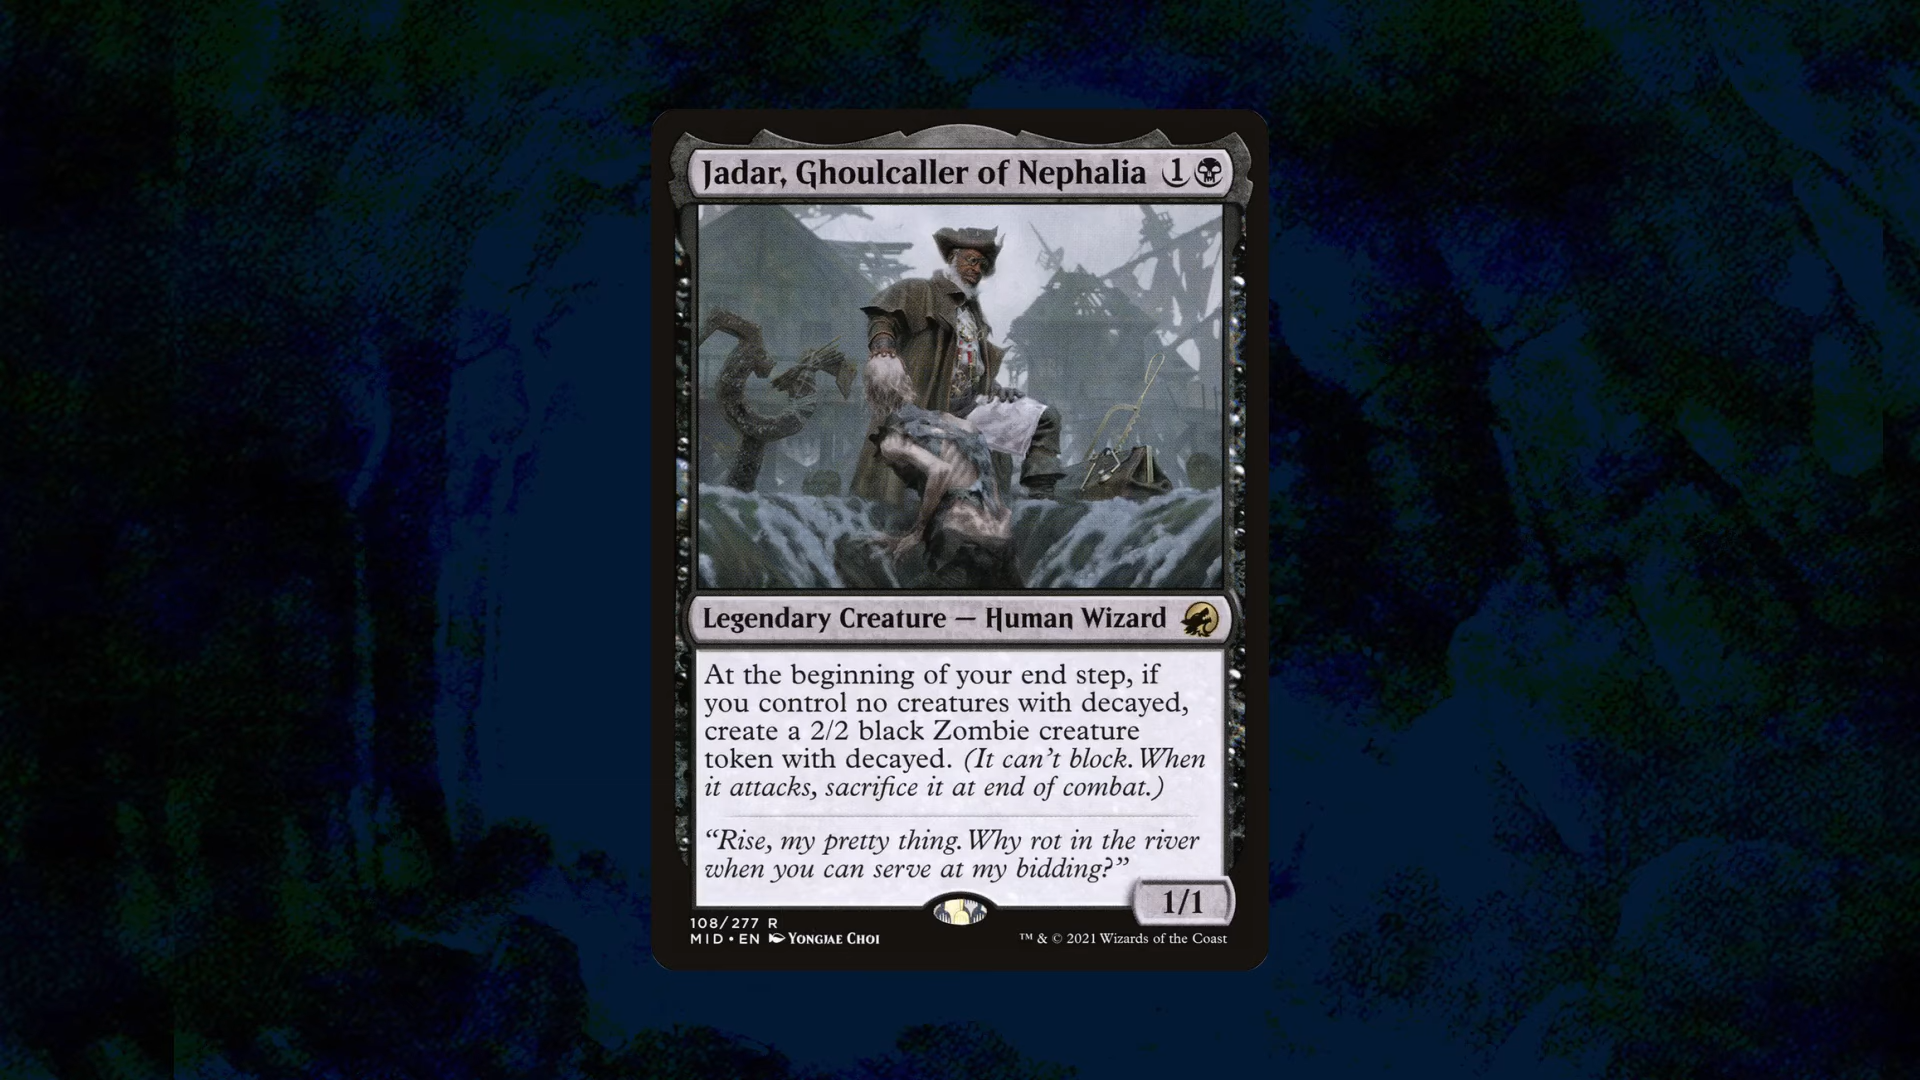 Jadar, Ghoulcaller of Nephalia 1
Legendary Creature — Human Wizard
At the beginning of your end step, if
you control no creatures with decayed,
create a 2/2 black Zombie creature
token with decayed. (It can't block. When
it attacks, sacrifice it at end of combat.)
“Rise, my pretty thing. Why rot in the river
when you can serve at my bidding?”
1/1
108/277 R
MID • EN Yongjae Choi
™ & © 2021 Wizards of the Coast